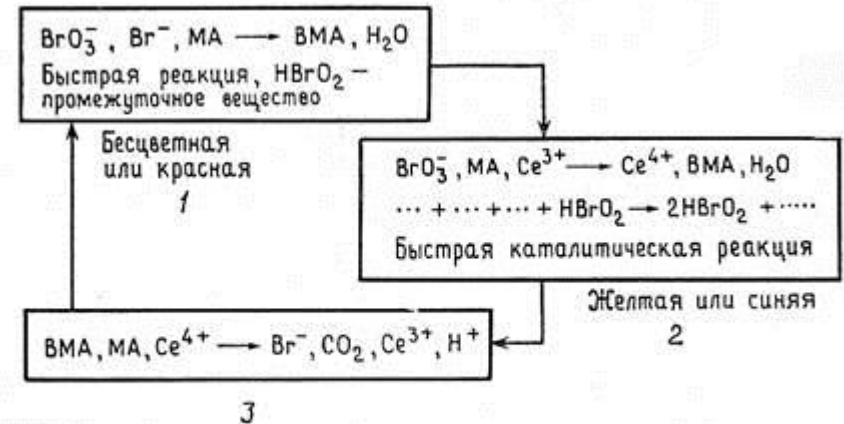 BrO₃⁻, Br⁻, MA → BMA, H₂O
Быстрая реакция, HBrO₂ –
промежуточное вещество
Бесцветная
или красная
1
BrO₃⁻, MA, Ce³⁺ → Ce⁴⁺, BMA, H₂O
··· + ··· + ··· + HBrO₂ → 2HBrO₂ + ·····
Быстрая каталитическая реакция
Желтая или синяя
2
BMA, MA, Ce⁴⁺ → Br⁻, CO₂, Ce³⁺, H⁺
3